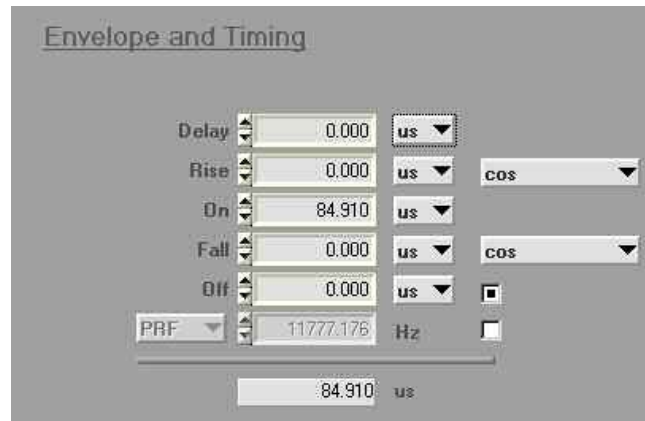 Envelope and Timing
Delay 0.000 us
Rise 0.000 us cos
On 84.910 us
Fall 0.000 us cos
Off 0.000 us
PRF 11777.176 Hz
84.910 us